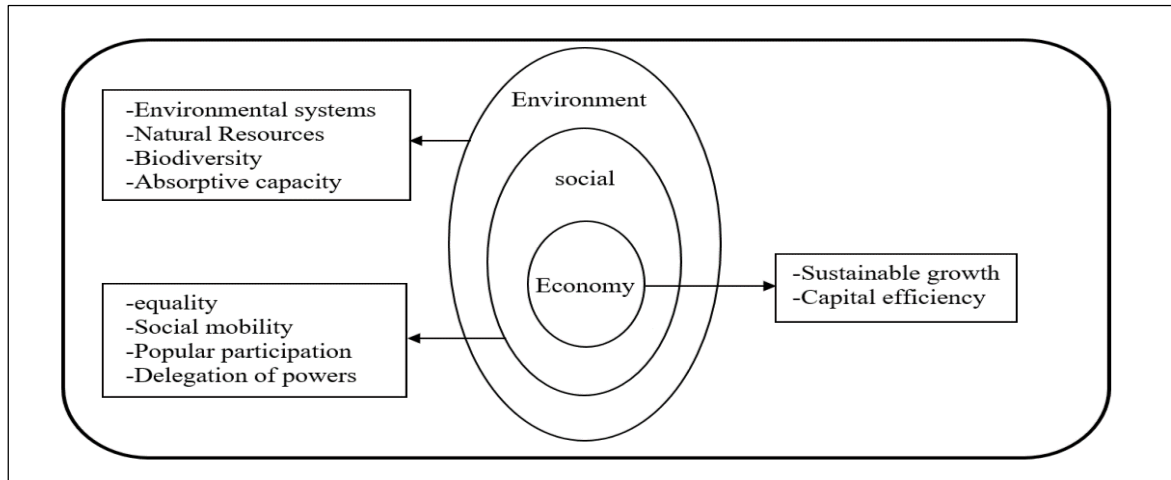 Environment
social
Economy
-Environmental systems
-Natural Resources
-Biodiversity
-Absorptive capacity
-equality
-Social mobility
-Popular participation
-Delegation of powers
-Sustainable growth
-Capital efficiency